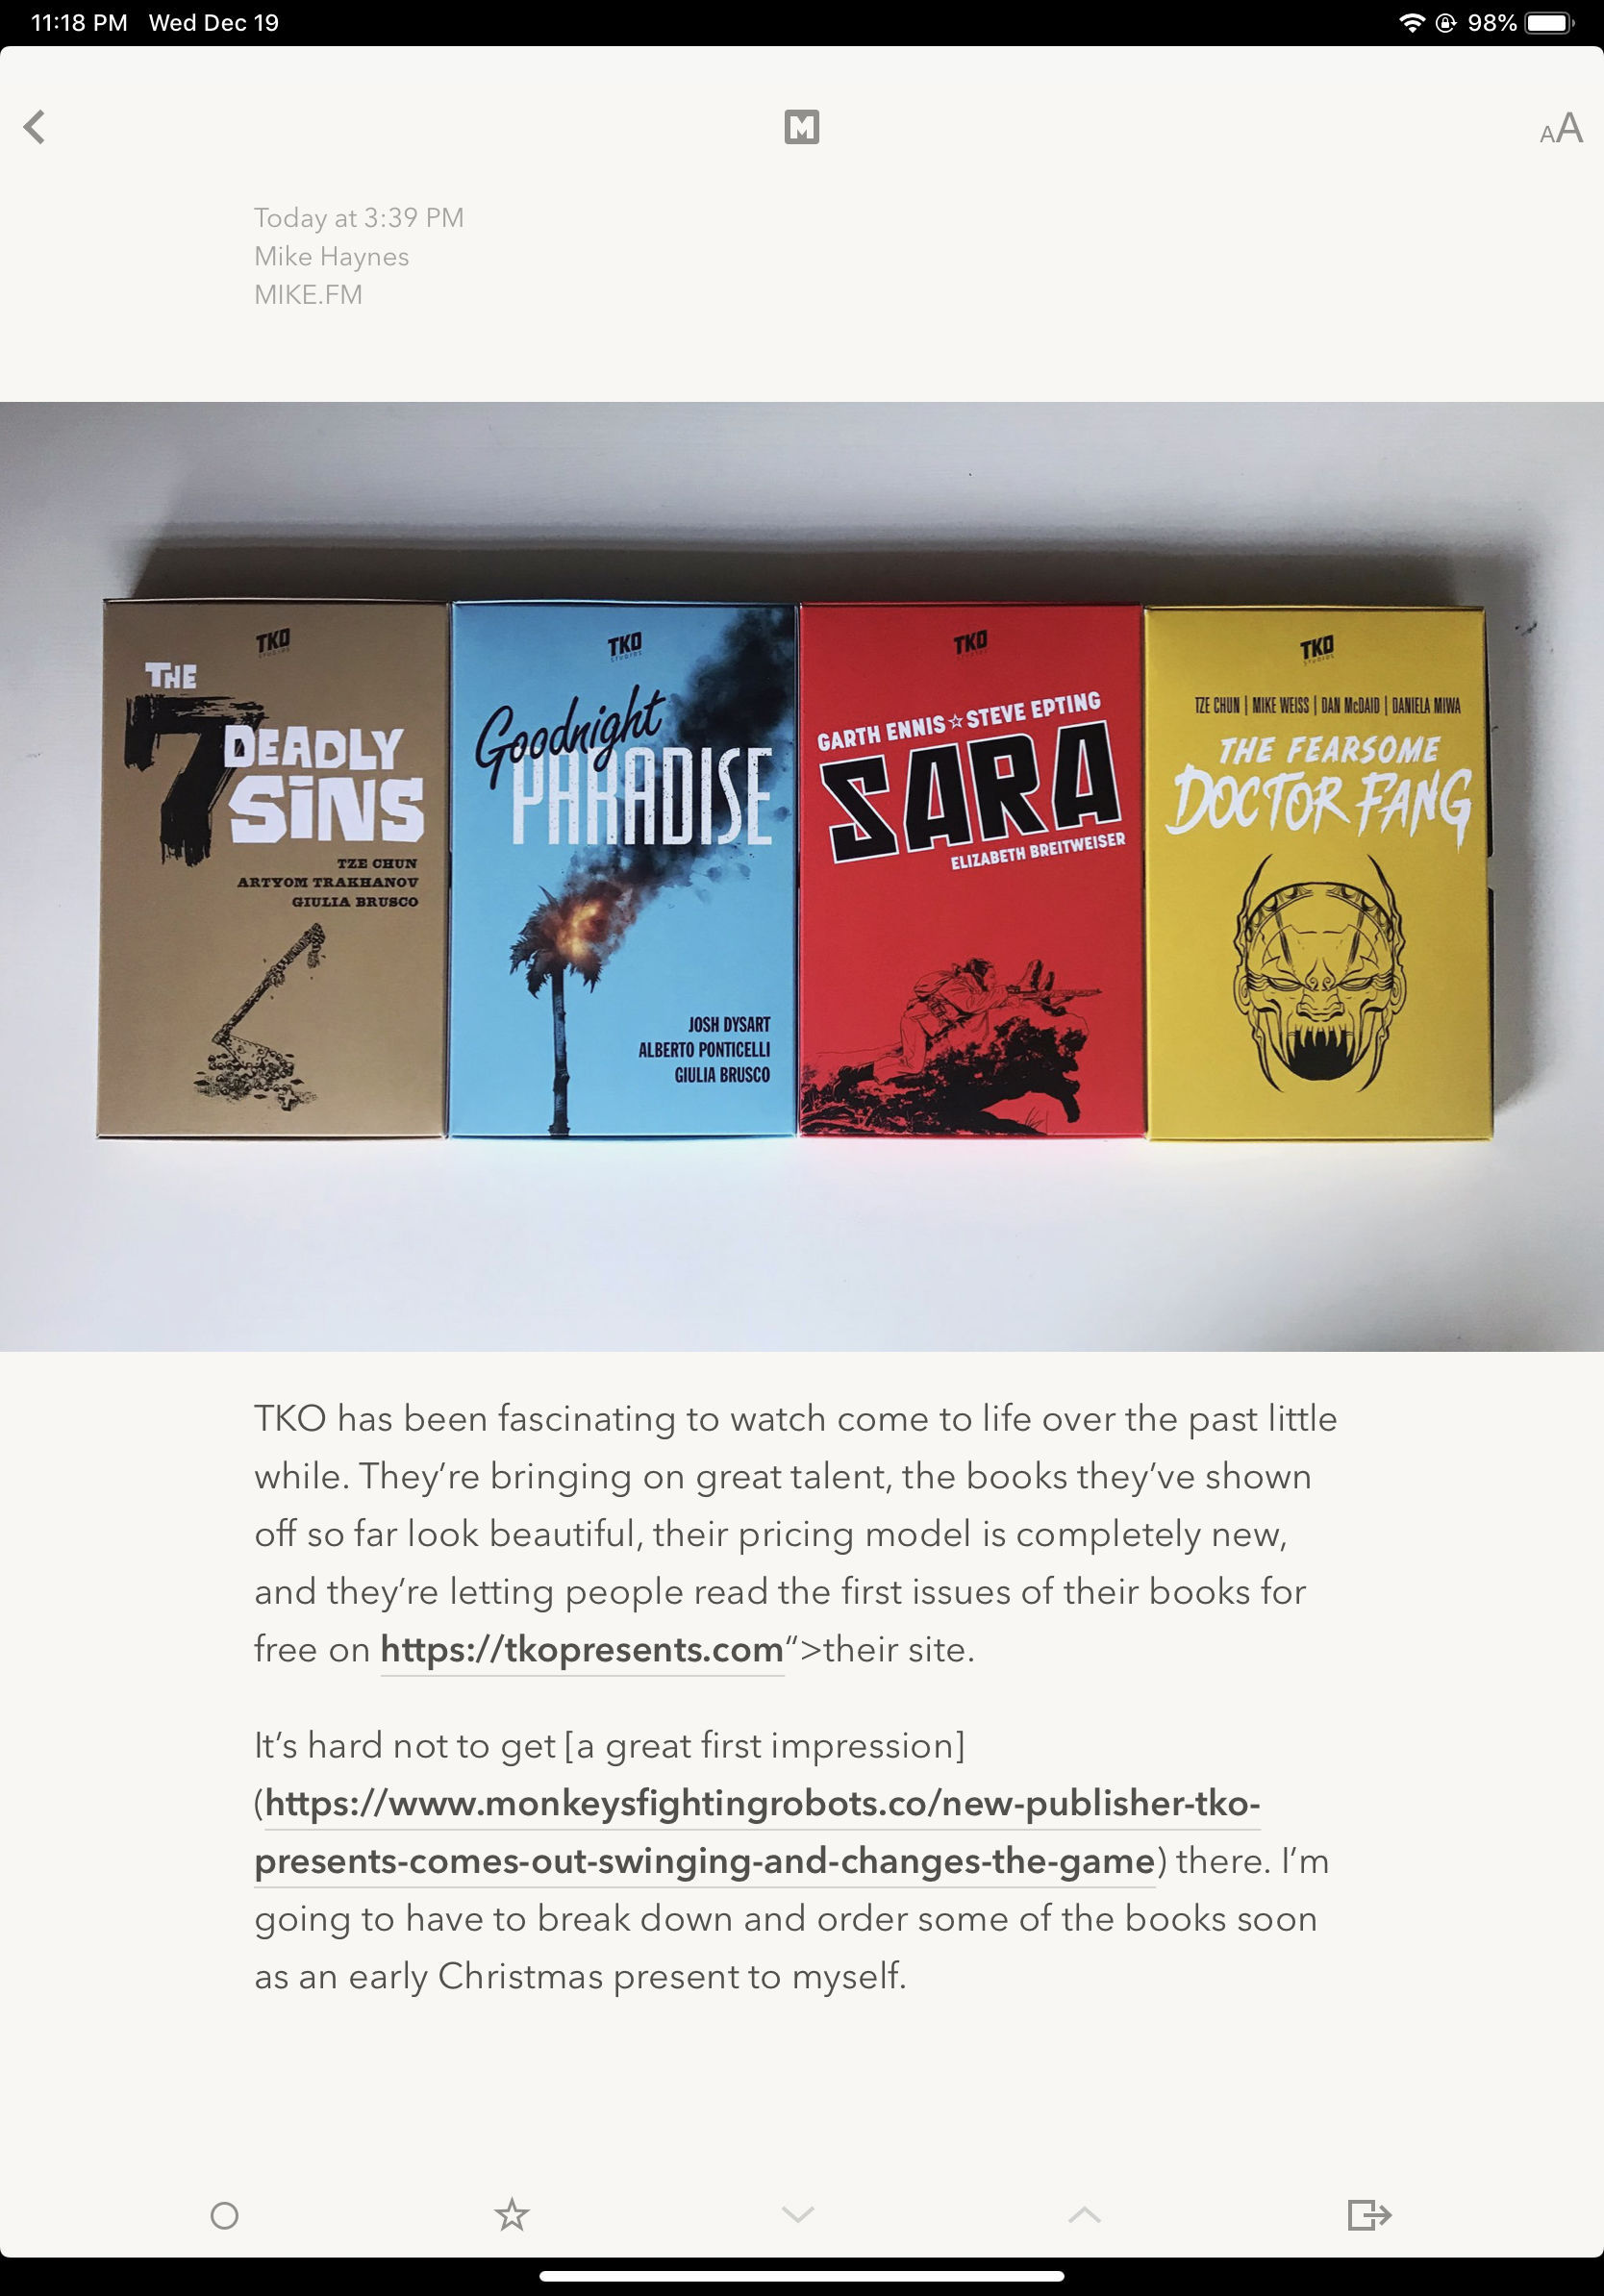 11:18 PM Wed Dec 19
98%
M
AA
Today at 3:39 PM
Mike Haynes
MIKE.FM
TKO
STUDIOS
THE
7
DEADLY
SINS
TZE CHUN
ARTYOM TRAKHANOV
GIULIA BRUSCO
TKO
STUDIOS
Goodnight
PARADISE
JOSH DYSART
ALBERTO PONTICELLI
GIULIA BRUSCO
TKO
STUDIOS
GARTH ENNIS☆STEVE EPTING
SARA
ELIZABETH BREITWEISER
TKO
STUDIOS
TZE CHUN | MIKE WEISS | DAN McDAID | DANIELA MIWA
THE FEARSOME
DOCTOR FANG
TKO has been fascinating to watch come to life over the past little
while. They’re bringing on great talent, the books they’ve shown
off so far look beautiful, their pricing model is completely new,
and they’re letting people read the first issues of their books for
free on https://tkopresents.com“>their site.
It’s hard not to get [a great first impression]
(https://www.monkeysfightingrobots.co/new-publisher-tko-
presents-comes-out-swinging-and-changes-the-game) there. I’m
going to have to break down and order some of the books soon
as an early Christmas present to myself.